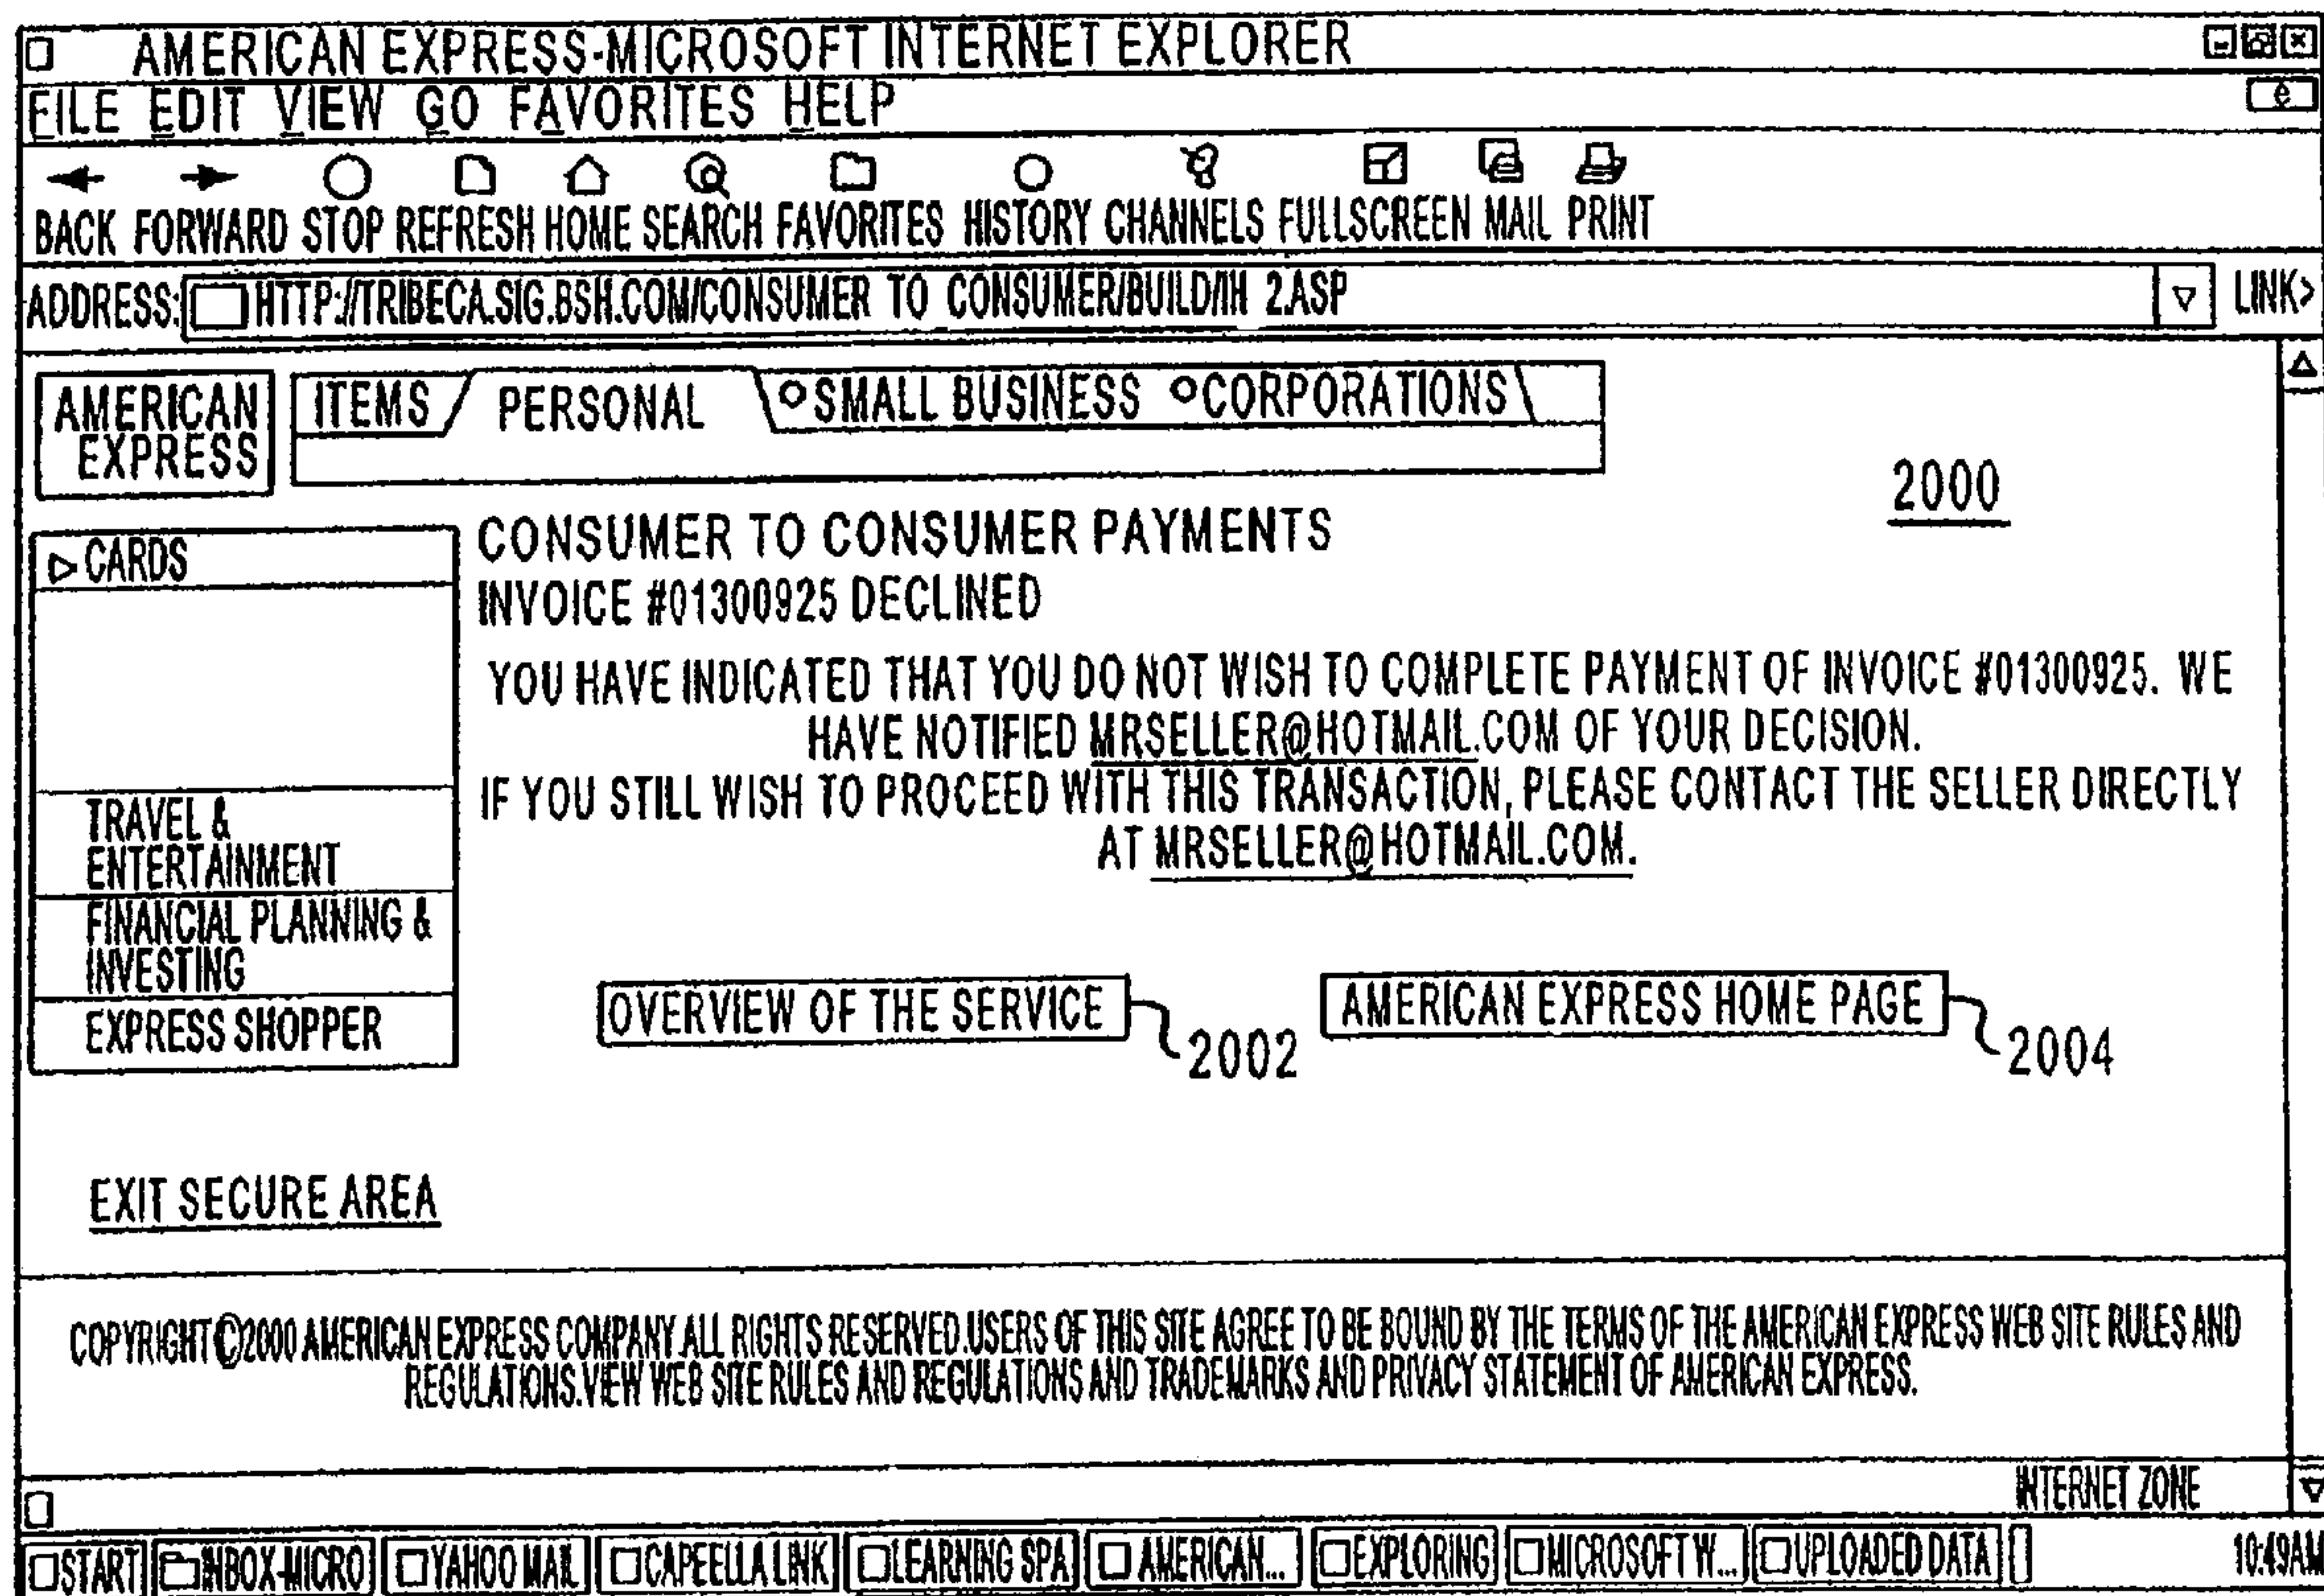 AMERICAN EXPRESS-MICROSOFT INTERNET EXPLORER
FILE EDIT VIEW GO FAVORITES HELP
e
BACK FORWARD STOP REFRESH HOME SEARCH FAVORITES HISTORY CHANNELS FULLSCREEN MAIL PRINT
ADDRESS: HTTP://TRIBECA.SIG.BSH.COM/CONSUMER TO CONSUMER/BUILD/IH 2.ASP LINK>
AMERICAN
EXPRESS
ITEMS PERSONAL SMALL BUSINESS CORPORATIONS
2000
CARDS
TRAVEL &
ENTERTAINMENT
FINANCIAL PLANNING &
INVESTING
EXPRESS SHOPPER
CONSUMER TO CONSUMER PAYMENTS
INVOICE #01300925 DECLINED
YOU HAVE INDICATED THAT YOU DO NOT WISH TO COMPLETE PAYMENT OF INVOICE #01300925. WE
HAVE NOTIFIED MRSELLER@HOTMAIL.COM OF YOUR DECISION.
IF YOU STILL WISH TO PROCEED WITH THIS TRANSACTION, PLEASE CONTACT THE SELLER DIRECTLY
AT MRSELLER@HOTMAIL.COM.
OVERVIEW OF THE SERVICE 2002 AMERICAN EXPRESS HOME PAGE 2004
EXIT SECURE AREA
COPYRIGHT©2000 AMERICAN EXPRESS COMPANY.ALL RIGHTS RESERVED.USERS OF THIS SITE AGREE TO BE BOUND BY THE TERMS OF THE AMERICAN EXPRESS WEB SITE RULES AND
REGULATIONS.VIEW WEB SITE RULES AND REGULATIONS AND TRADEMARKS AND PRIVACY STATEMENT OF AMERICAN EXPRESS.
INTERNET ZONE
START INBOX-MICRO YAHOO MAIL CAPEELLA LINK LEARNING SPA AMERICAN... EXPLORING MICROSOFT W... UPLOADED DATA 10:49AM